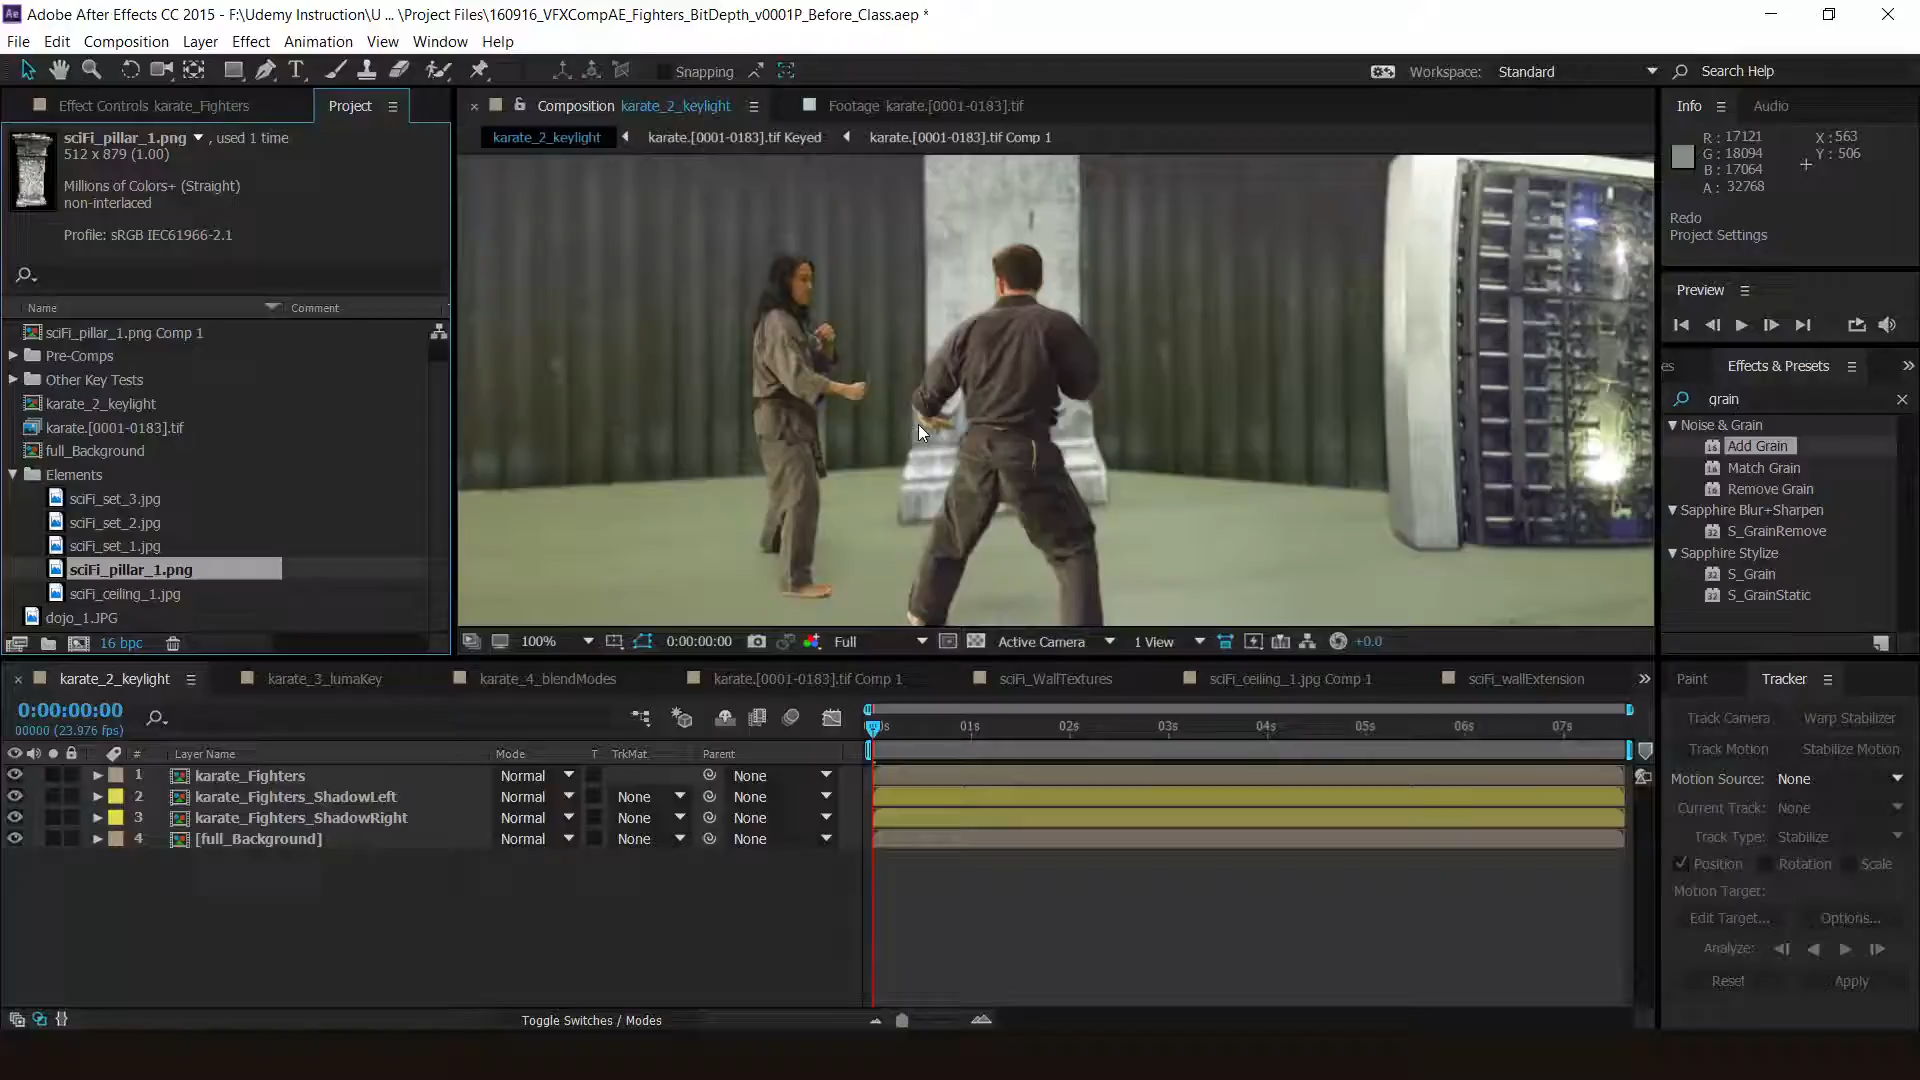 Adobe After Effects CC 2015 - F:\Udemy Instruction\U ... \Project Files\160916_VFXCompAE_Fighters_BitDepth_v0001P_Before_Class.aep *
File Edit Composition Layer Effect Animation View Window Help
Snapping
Workspace: Standard
Search Help
Effect Controls karate_Fighters
Project
sciFi_pillar_1.png , used 1 time
512 x 879 (1.00)
Millions of Colors+ (Straight)
non-interlaced
Profile: sRGB IEC61966-2.1
Name Comment
sciFi_pillar_1.png Comp 1
Pre-Comps
Other Key Tests
karate_2_keylight
karate.[0001-0183].tif
full_Background
Elements
sciFi_set_3.jpg
sciFi_set_2.jpg
sciFi_set_1.jpg
sciFi_pillar_1.png
sciFi_ceiling_1.jpg
dojo_1.JPG
16 bpc
Composition karate_2_keylight
Footage karate.[0001-0183].tif
karate_2_keylight karate.[0001-0183].tif Keyed karate.[0001-0183].tif Comp 1
100% 0:00:00:00 Full Active Camera 1 View +0.0
Info Audio
R : 17121
G : 18094
B : 17064
A : 32768
X : 563
Y : 506
Redo
Project Settings
Preview
es Effects & Presets
grain
Noise & Grain
Add Grain
Match Grain
Remove Grain
Sapphire Blur+Sharpen
S_GrainRemove
Sapphire Stylize
S_Grain
S_GrainStatic
karate_2_keylight karate_3_lumaKey karate_4_blendModes karate.[0001-0183].tif Comp 1 sciFi_WallTextures sciFi_ceiling_1.jpg Comp 1 sciFi_wallExtension
0:00:00:00
00000 (23.976 fps)
# Layer Name Mode T TrkMat Parent
1 karate_Fighters Normal None
2 karate_Fighters_ShadowLeft Normal None None
3 karate_Fighters_ShadowRight Normal None None
4 [full_Background] Normal None None
0s 01s 02s 03s 04s 05s 06s 07s
Toggle Switches / Modes
Paint Tracker
Track Camera Warp Stabilizer
Track Motion Stabilize Motion
Motion Source: None
Current Track: None
Track Type: Stabilize
Position Rotation Scale
Motion Target:
Edit Target... Options...
Analyze:
Reset Apply